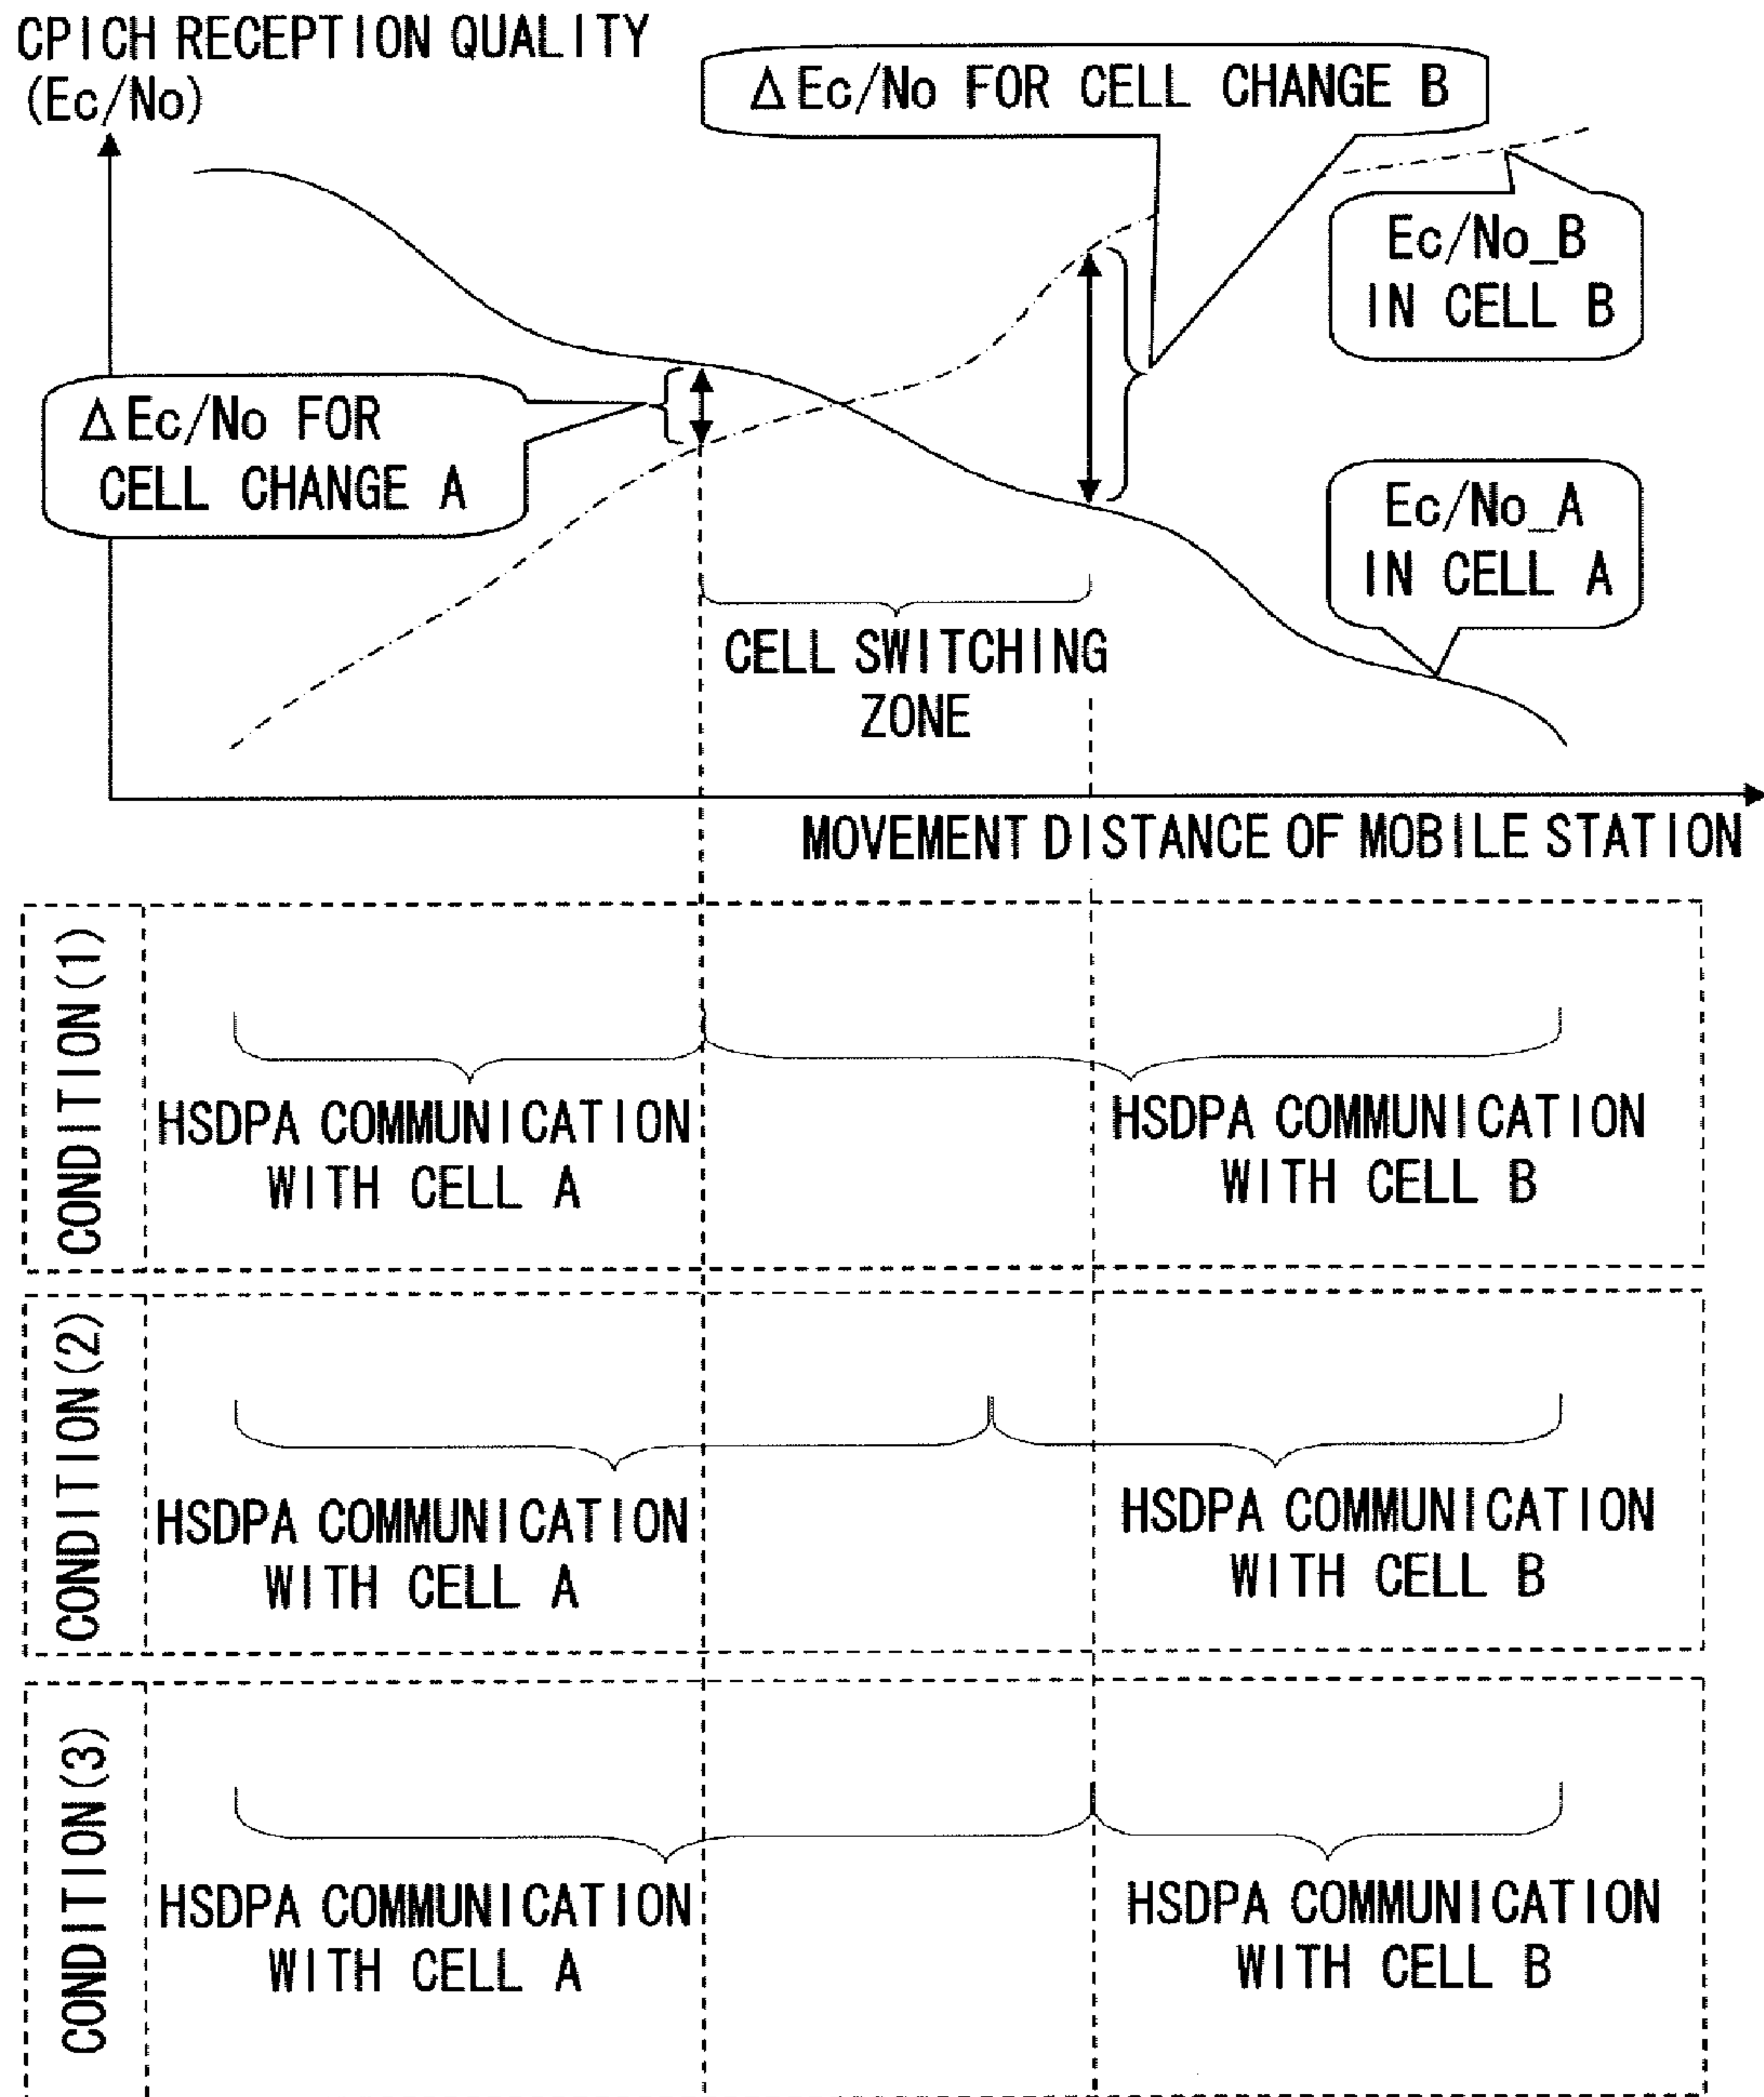 CPICH RECEPTION QUALITY
(Ec/No)
ΔEc/No FOR CELL CHANGE B
Ec/No_B
IN CELL B
ΔEc/No FOR
CELL CHANGE A
Ec/No_A
IN CELL A
CELL SWITCHING
ZONE
MOVEMENT DISTANCE OF MOBILE STATION
CONDITION(1)
HSDPA COMMUNICATION
WITH CELL A
HSDPA COMMUNICATION
WITH CELL B
CONDITION(2)
HSDPA COMMUNICATION
WITH CELL A
HSDPA COMMUNICATION
WITH CELL B
CONDITION(3)
HSDPA COMMUNICATION
WITH CELL A
HSDPA COMMUNICATION
WITH CELL B